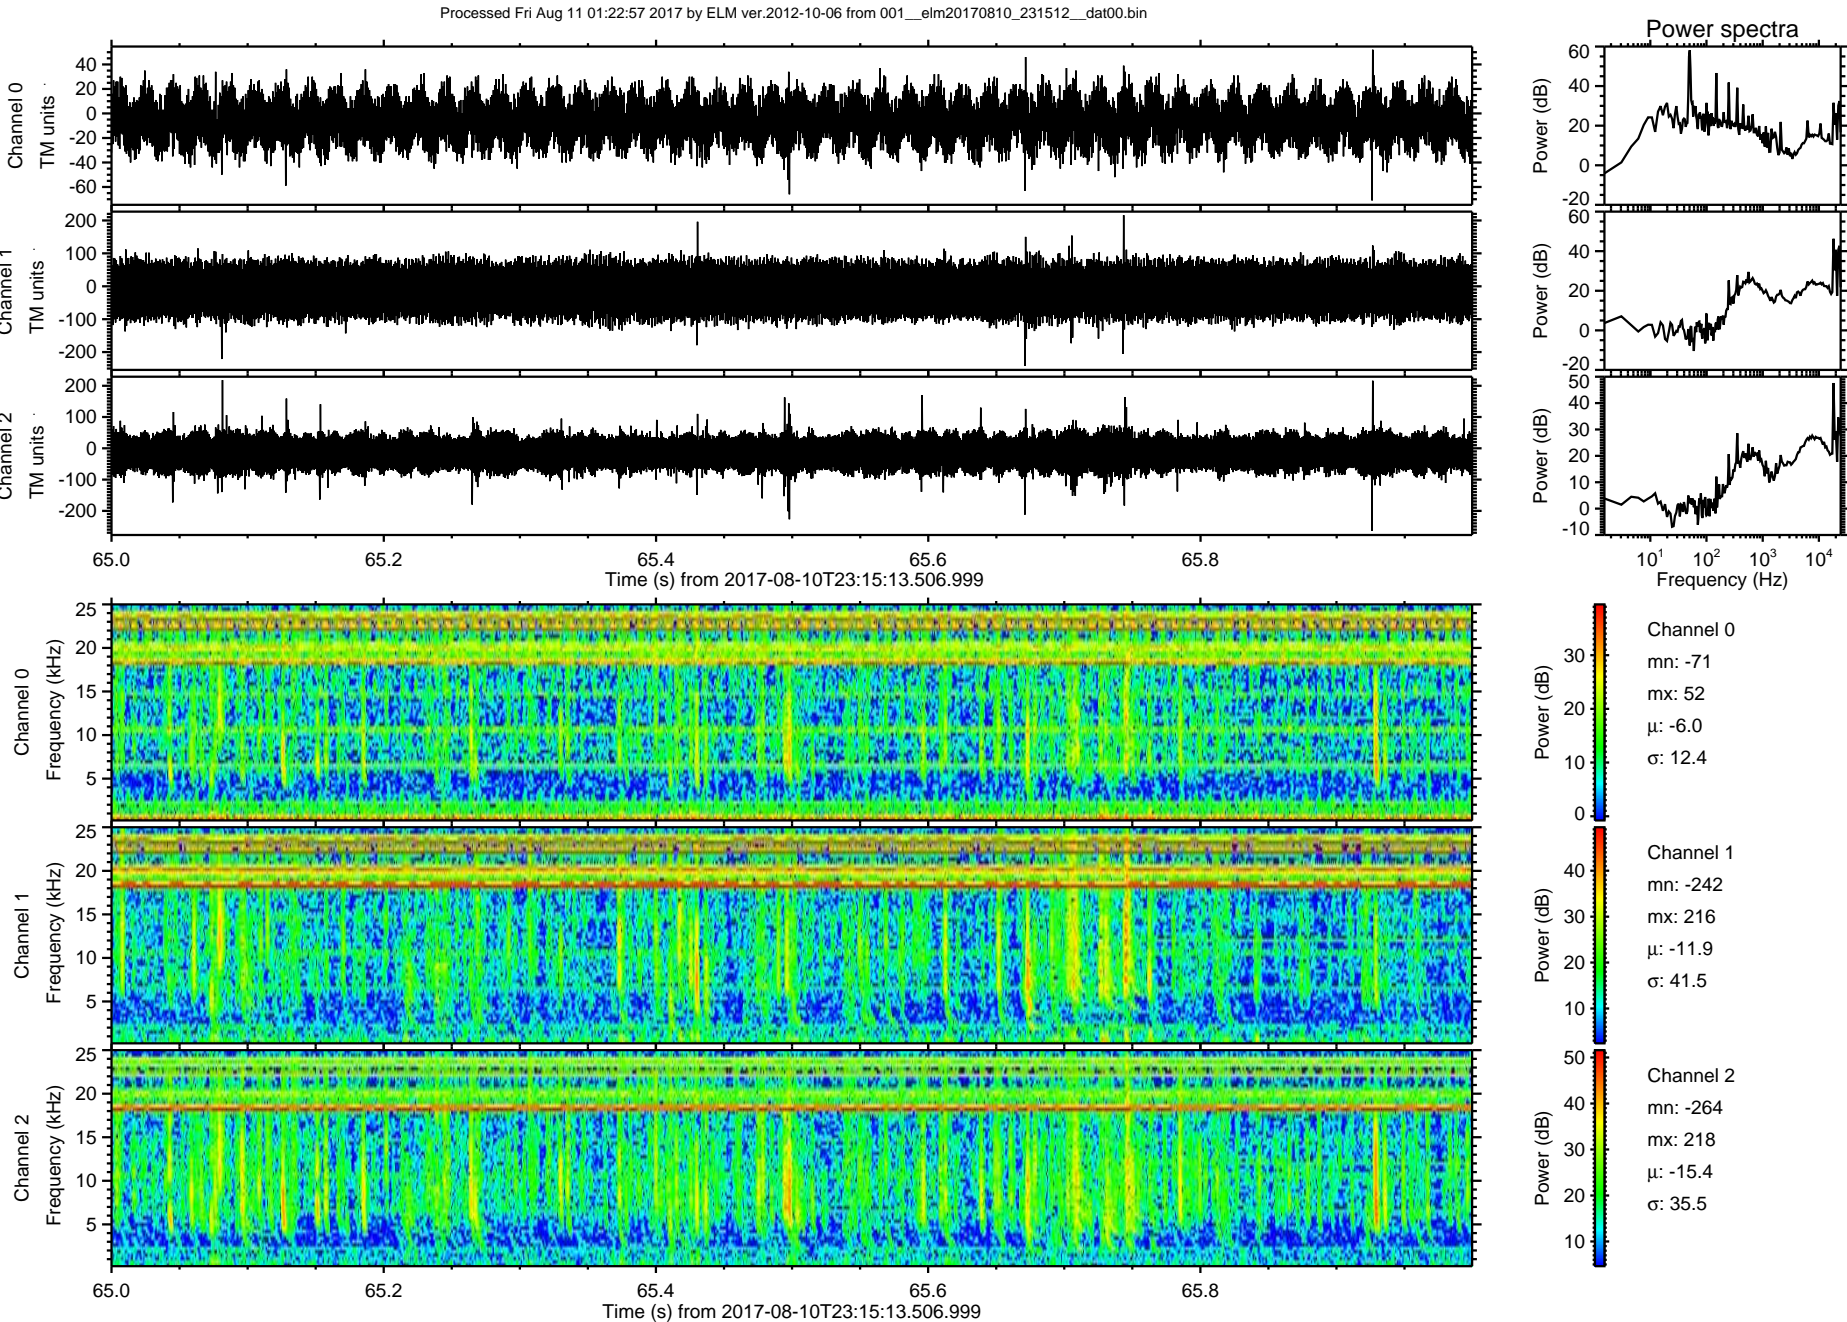 Processed Fri Aug 11 01:22:57 2017 by ELM ver.2012-10-06 from 001__elm20170810_231512__dat00.bin
Power spectra
Channel 0
TM units
40
20
0
-20
-40
-60
Power (dB)
60
40
20
0
-20
Channel 1
TM units
200
100
0
-100
-200
Power (dB)
60
40
20
0
-20
Channel 2
TM units
200
100
0
-100
-200
Power (dB)
50
40
30
20
10
0
-10
65.0 65.2 65.4 65.6 65.8
Time (s) from 2017-08-10T23:15:13.506.999
10^1 10^2 10^3 10^4
Frequency (Hz)
Channel 0
Frequency (kHz)
25
20
15
10
5
Power (dB)
30
20
10
0
Channel 0
mn: -71
mx: 52
μ: -6.0
σ: 12.4
Channel 1
Frequency (kHz)
25
20
15
10
5
Power (dB)
40
30
20
10
Channel 1
mn: -242
mx: 216
μ: -11.9
σ: 41.5
Channel 2
Frequency (kHz)
25
20
15
10
5
Power (dB)
50
40
30
20
10
Channel 2
mn: -264
mx: 218
μ: -15.4
σ: 35.5
65.0 65.2 65.4 65.6 65.8
Time (s) from 2017-08-10T23:15:13.506.999